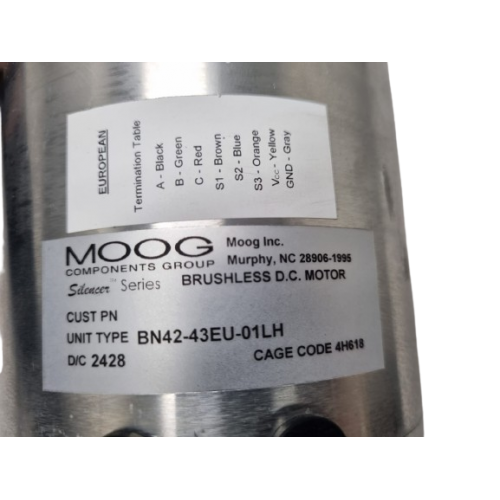 EUROPEAN
Termination Table
A - Black
B - Green
C - Red
S1 - Brown
S2 - Blue
S3 - Orange
Vcc - Yellow
GND - Gray
MOOG
COMPONENTS GROUP
Moog Inc.
Murphy, NC 28906-1995
Silencer™ Series BRUSHLESS D.C. MOTOR
CUST PN
UNIT TYPE BN42-43EU-01LH
D/C 2428 CAGE CODE 4H618